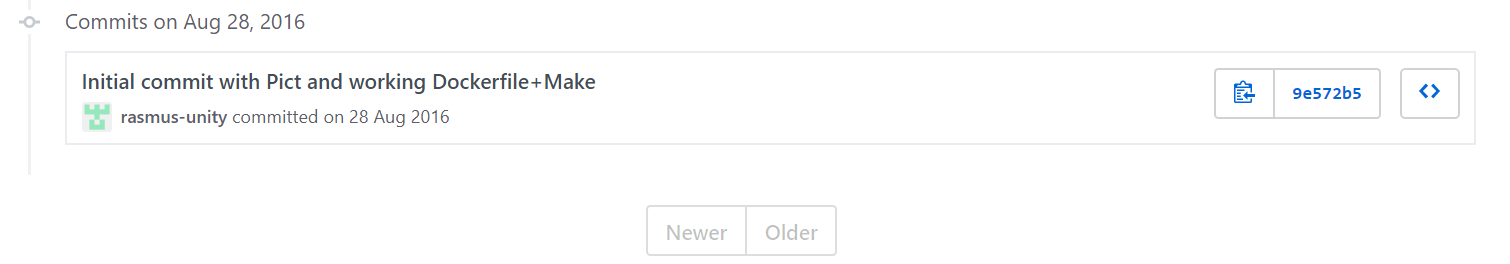 Commits on Aug 28, 2016
Initial commit with Pict and working Dockerfile+Make
9e572b5
rasmus-unity committed on 28 Aug 2016
Newer Older